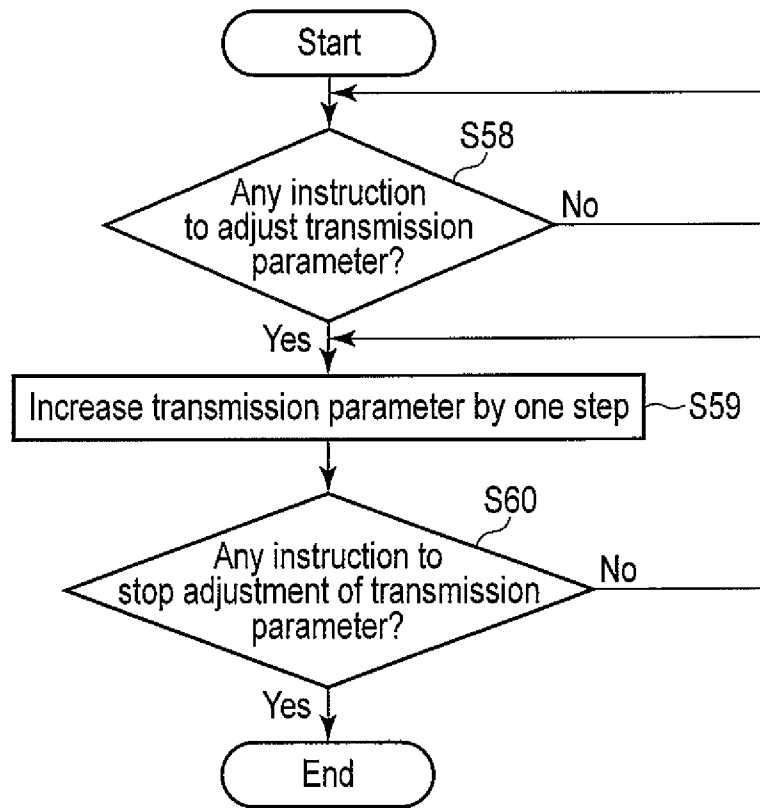 Start
S58
Any instruction
to adjust transmission
parameter?
No
Yes
Increase transmission parameter by one step
S59
S60
Any instruction to
stop adjustment of transmission
parameter?
No
Yes
End